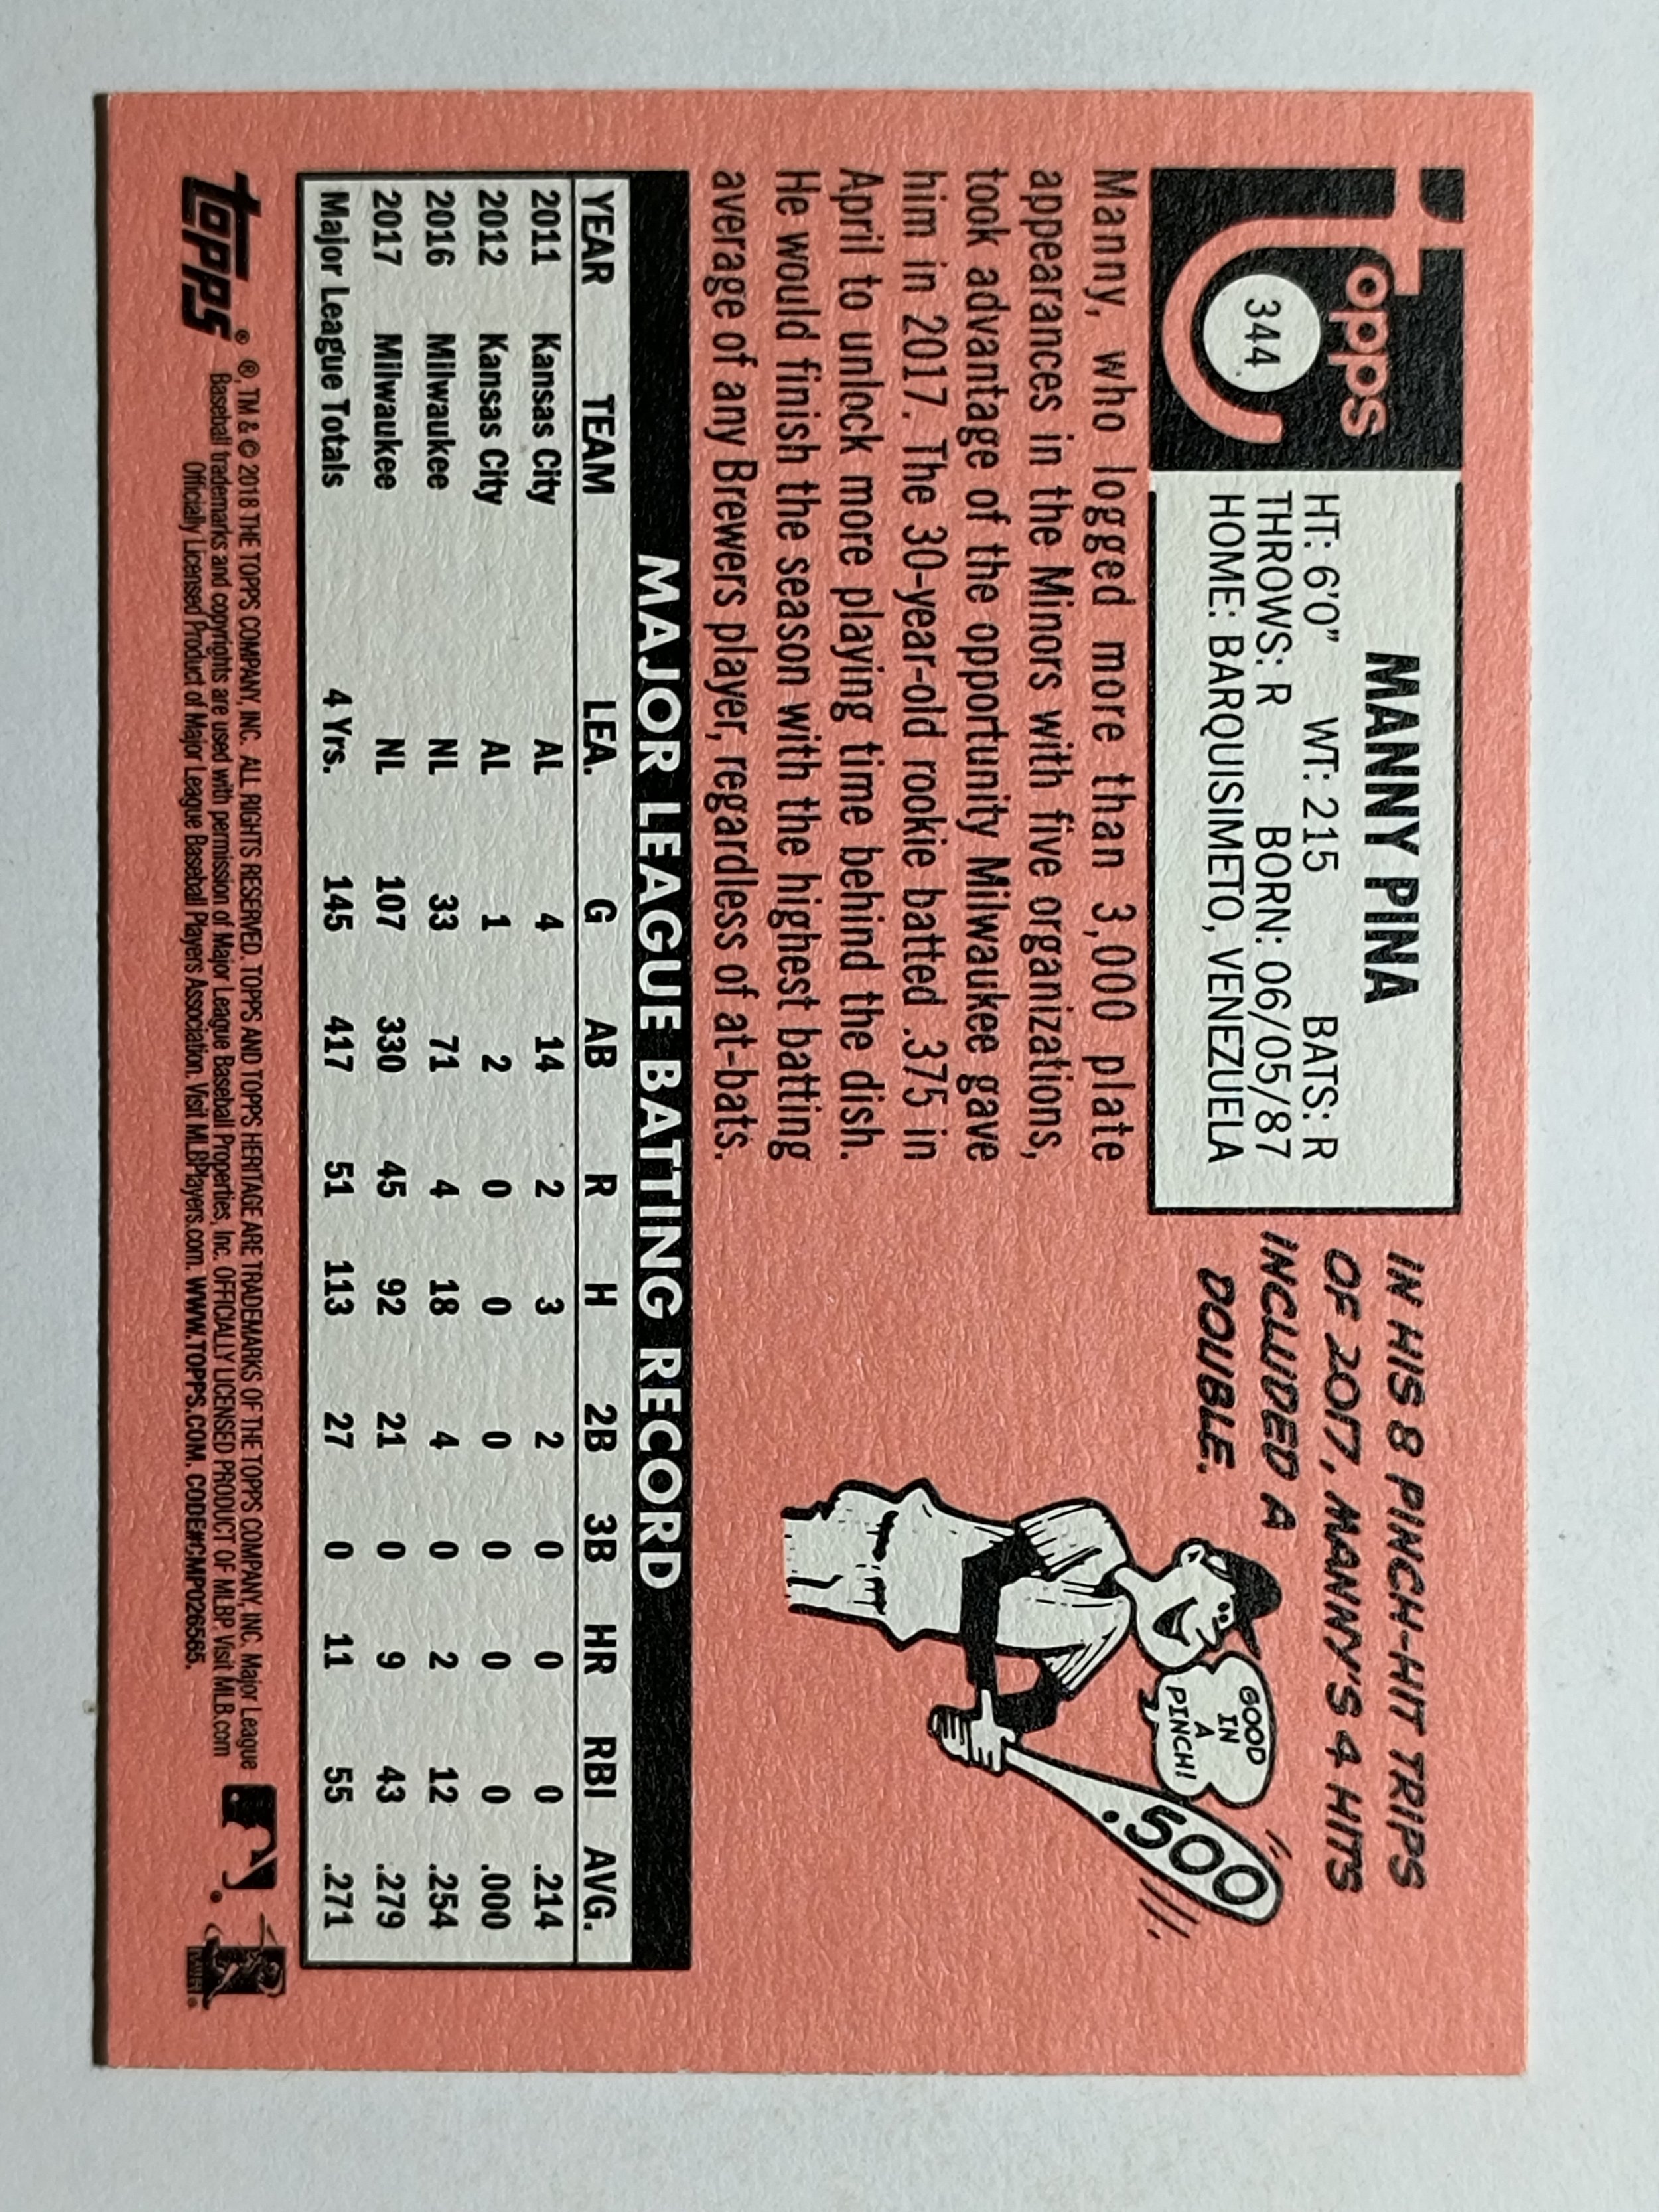 topps
344
MANNY PINA
HT: 6'0" WT: 215 BATS: R
THROWS: R BORN: 06/05/87
HOME: BARQUISIMETO, VENEZUELA
IN HIS 8 PINCH-HIT TRIPS
OF 2017, MANNY'S 4 HITS
INCLUDED A
DOUBLE.
GOOD
IN
A
PINCH!
.500
Manny, who logged more than 3,000 plate
appearances in the Minors with five organizations,
took advantage of the opportunity Milwaukee gave
him in 2017. The 30-year-old rookie batted .375 in
April to unlock more playing time behind the dish.
He would finish the season with the highest batting
average of any Brewers player, regardless of at-bats.
MAJOR LEAGUE BATTING RECORD
YEAR TEAM LEA. G AB R H 2B 3B HR RBI AVG.
2011 Kansas City AL 4 14 2 3 2 0 0 0 .214
2012 Kansas City AL 1 2 0 0 0 0 0 0 .000
2016 Milwaukee NL 33 71 4 18 4 0 2 12 .254
2017 Milwaukee NL 107 330 45 92 21 0 9 43 .279
Major League Totals 4 Yrs. 145 417 51 113 27 0 11 55 .271
topps®
®, TM & © 2018 THE TOPPS COMPANY, INC. ALL RIGHTS RESERVED. TOPPS AND TOPPS HERITAGE ARE TRADEMARKS OF THE TOPPS COMPANY, INC. Major League
Baseball trademarks and copyrights are used with permission of Major League Baseball Properties, Inc. OFFICIALLY LICENSED PRODUCT OF MLBP. Visit MLB.com
Officially Licensed Product of Major League Baseball Players Association. Visit MLBPlayers.com. WWW.TOPPS.COM. CODE#CMP026565.